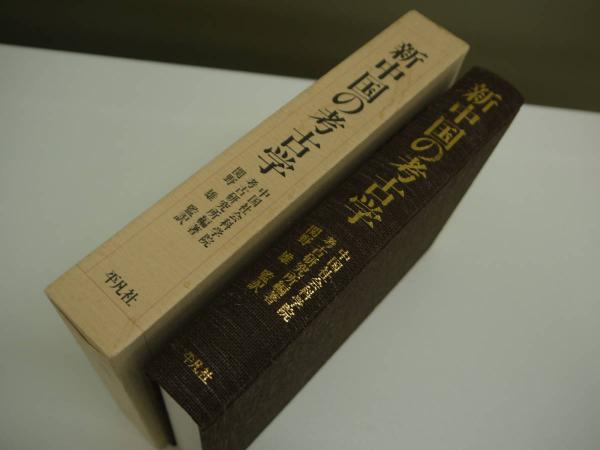 新中国の考古学
中国社会科学院
考古研究所編著
関野 雄 監訳
平凡社
新中国の考古学
中国社会科学院
考古研究所編著
関野 雄 監訳
平凡社